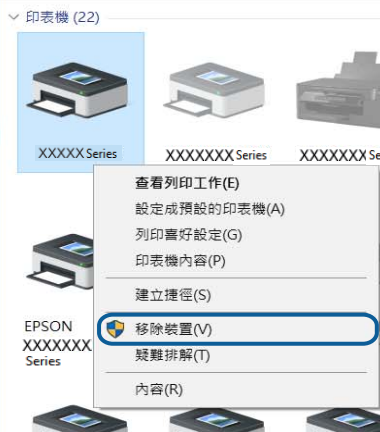 印表機 (22)
XXXXX Series
XXXXXXX Series
XXXXXXX Se
查看列印工作(E)
設定成預設的印表機(A)
列印喜好設定(G)
印表機內容(P)
建立捷徑(S)
移除裝置(V)
疑難排解(T)
內容(R)
EPSON
XXXXXXX
Series